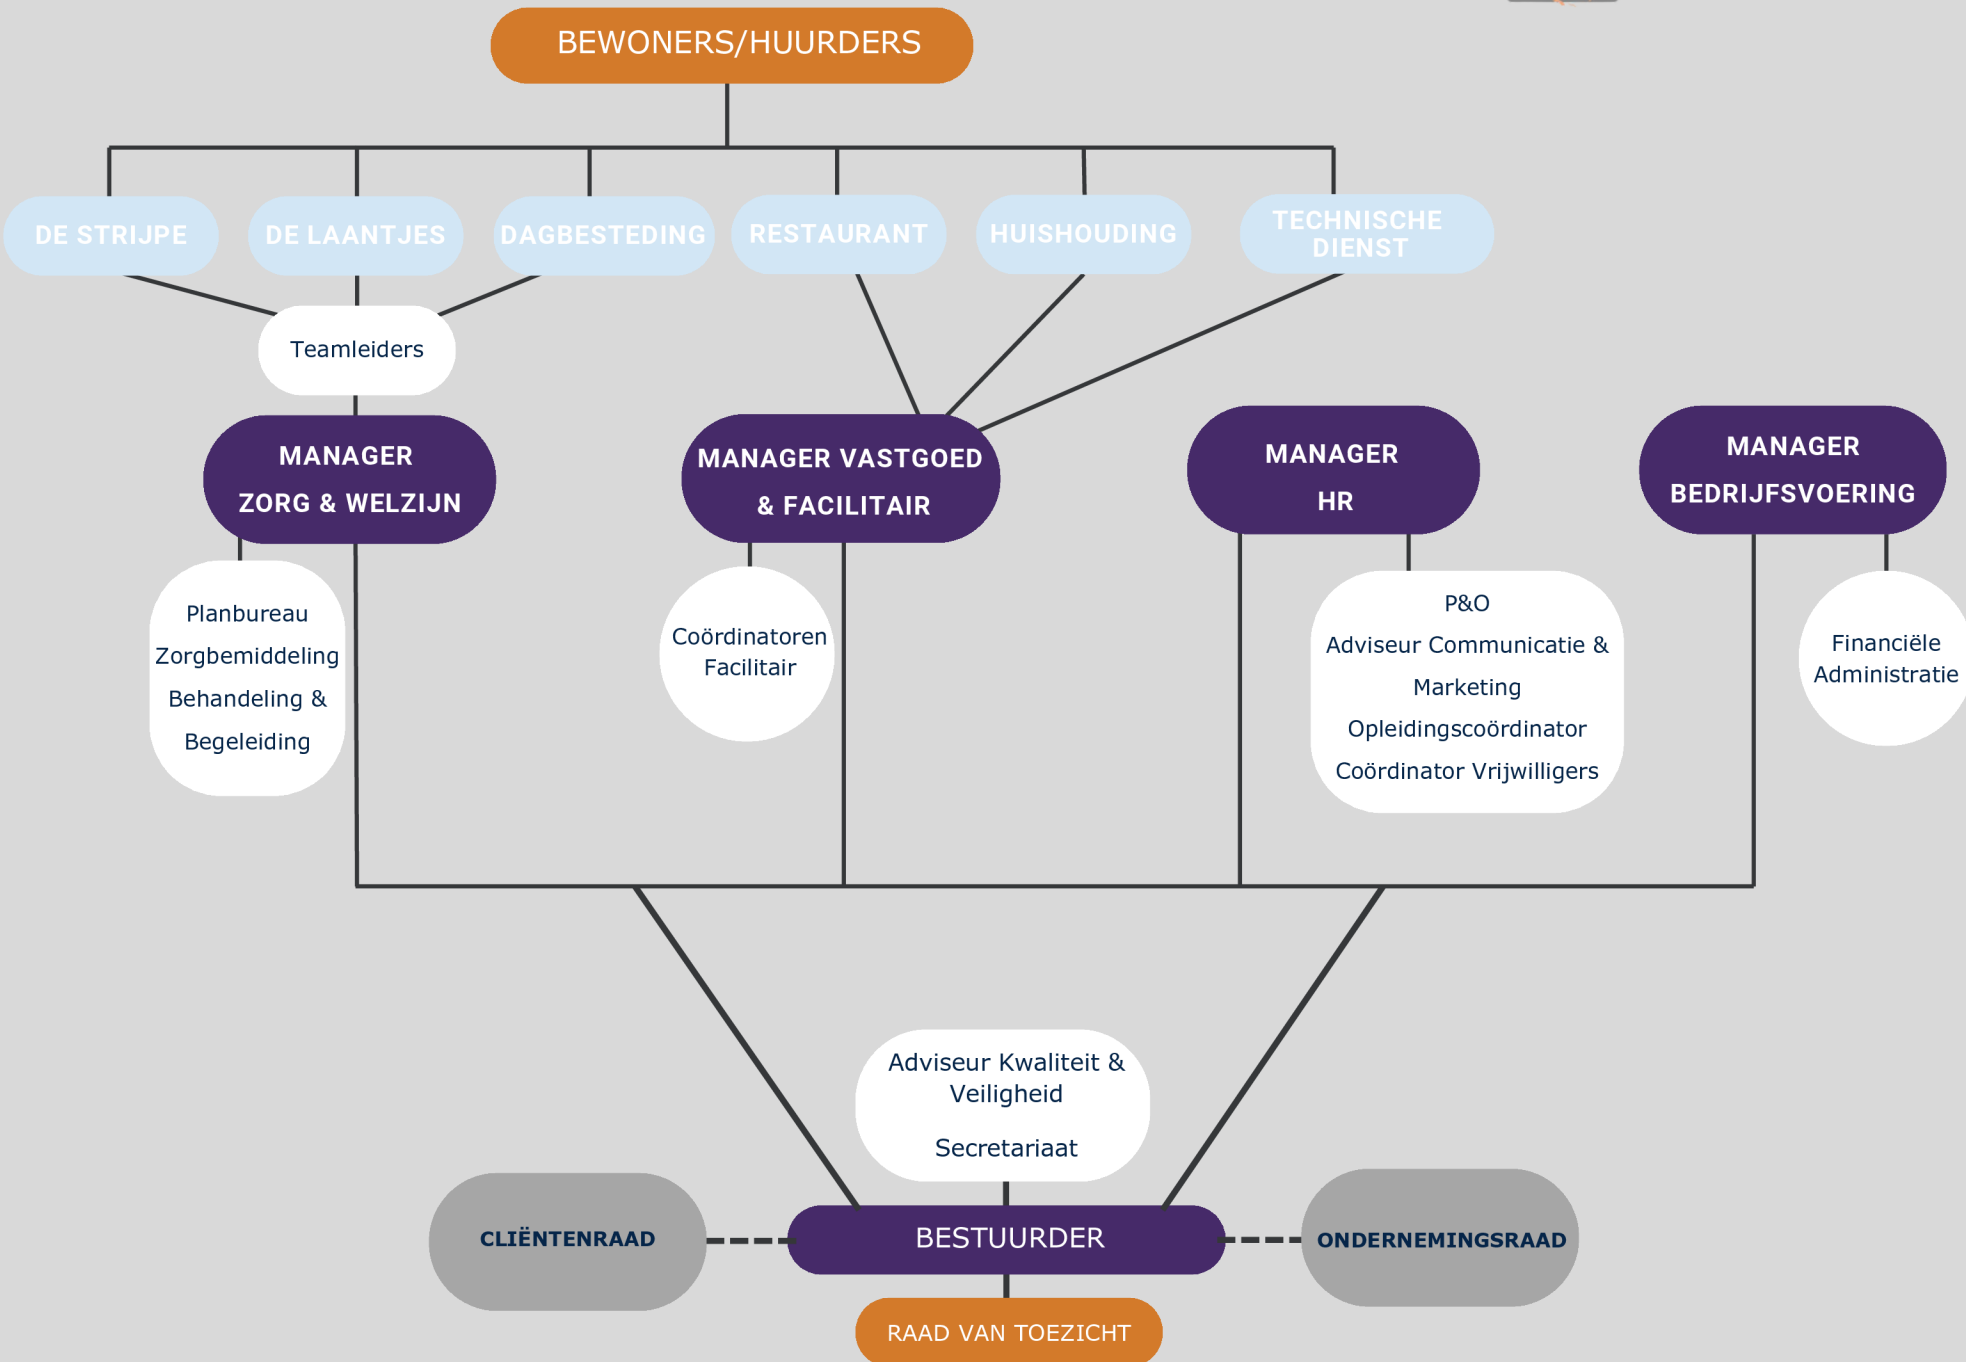 BEWONERS/HUURDERS
DE STRIJPE
DE LAANTJES
DAGBESTEDING
RESTAURANT
HUISHOUDING
TECHNISCHE
DIENST
Teamleiders
MANAGER
ZORG & WELZIJN
MANAGER VASTGOED
& FACILITAIR
MANAGER
HR
MANAGER
BEDRIJFSVOERING
Planbureau
Zorgbemiddeling
Behandeling &
Begeleiding
Coördinatoren
Facilitair
P&O
Adviseur Communicatie &
Marketing
Opleidingscoördinator
Coördinator Vrijwilligers
Financiële
Administratie
Adviseur Kwaliteit &
Veiligheid
Secretariaat
CLIËNTENRAAD
BESTUURDER
ONDERNEMINGSRAAD
RAAD VAN TOEZICHT